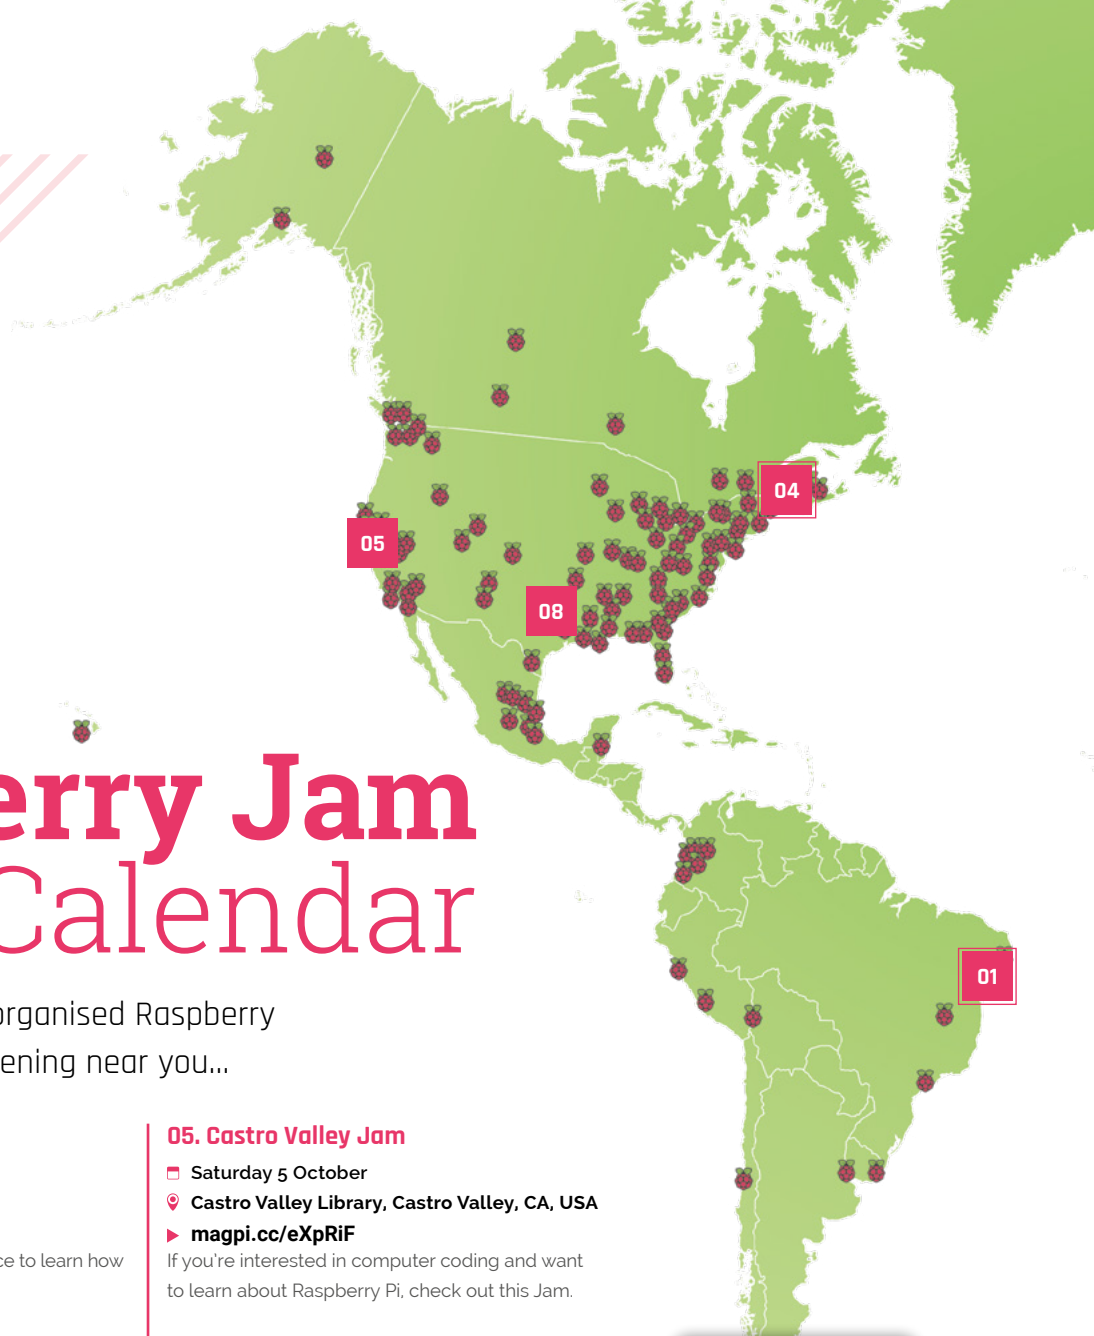 04
05
08
erry Jam
Calendar
01
organised Raspberry
ening near you...
05. Castro Valley Jam
Saturday 5 October
Castro Valley Library, Castro Valley, CA, USA
magpi.cc/eXpRiF
ce to learn how
If you’re interested in computer coding and want
to learn about Raspberry Pi, check out this Jam.